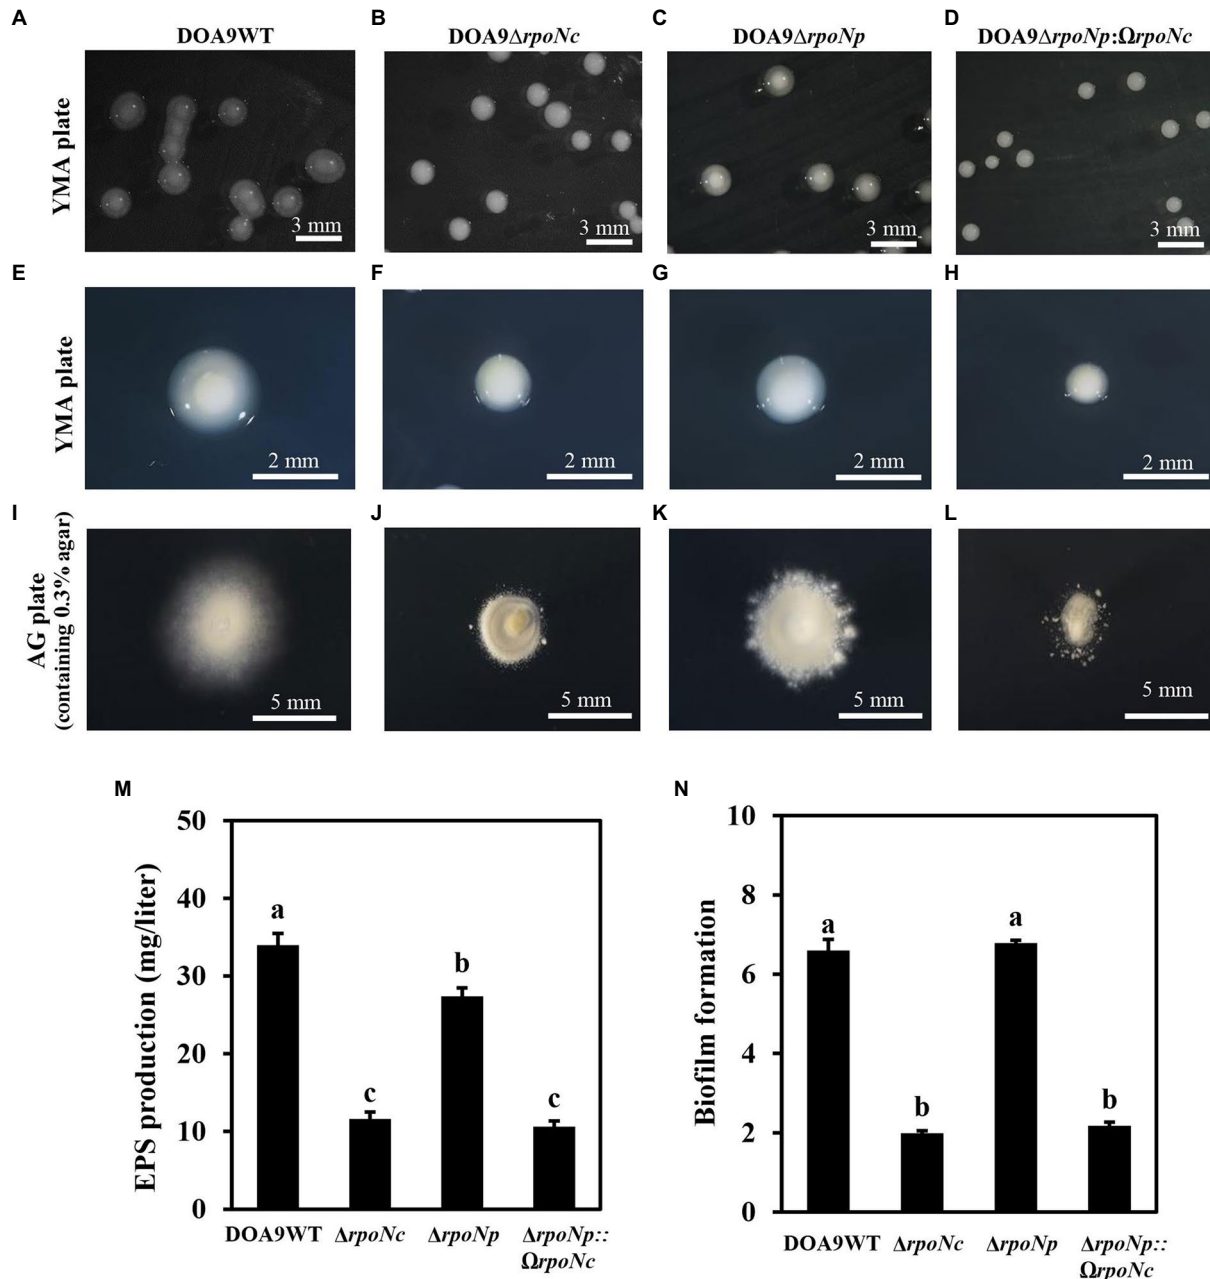 A
B
C
D
DOA9WT
DOA9ΔrpoNc
DOA9ΔrpoNp
DOA9ΔrpoNp:ΩrpoNc
YMA plate
3 mm
3 mm
3 mm
3 mm
E
F
G
H
YMA plate
2 mm
2 mm
2 mm
2 mm
I
J
K
L
AG plate
(containing 0.3% agar)
5 mm
5 mm
5 mm
5 mm
M
EPS production (mg/liter)
50
40
30
20
10
0
a
c
b
c
DOA9WT
ΔrpoNc
ΔrpoNp
ΔrpoNp::
ΩrpoNc
N
Biofilm formation
10
8
6
4
2
0
a
b
a
b
DOA9WT
ΔrpoNc
ΔrpoNp
ΔrpoNp::
ΩrpoNc